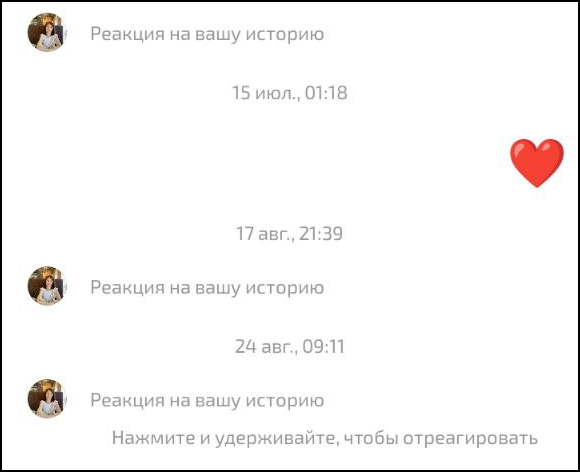 Реакция на вашу историю
15 июл., 01:18
17 авг., 21:39
Реакция на вашу историю
24 авг., 09:11
Реакция на вашу историю
Нажмите и удерживайте, чтобы отреагировать